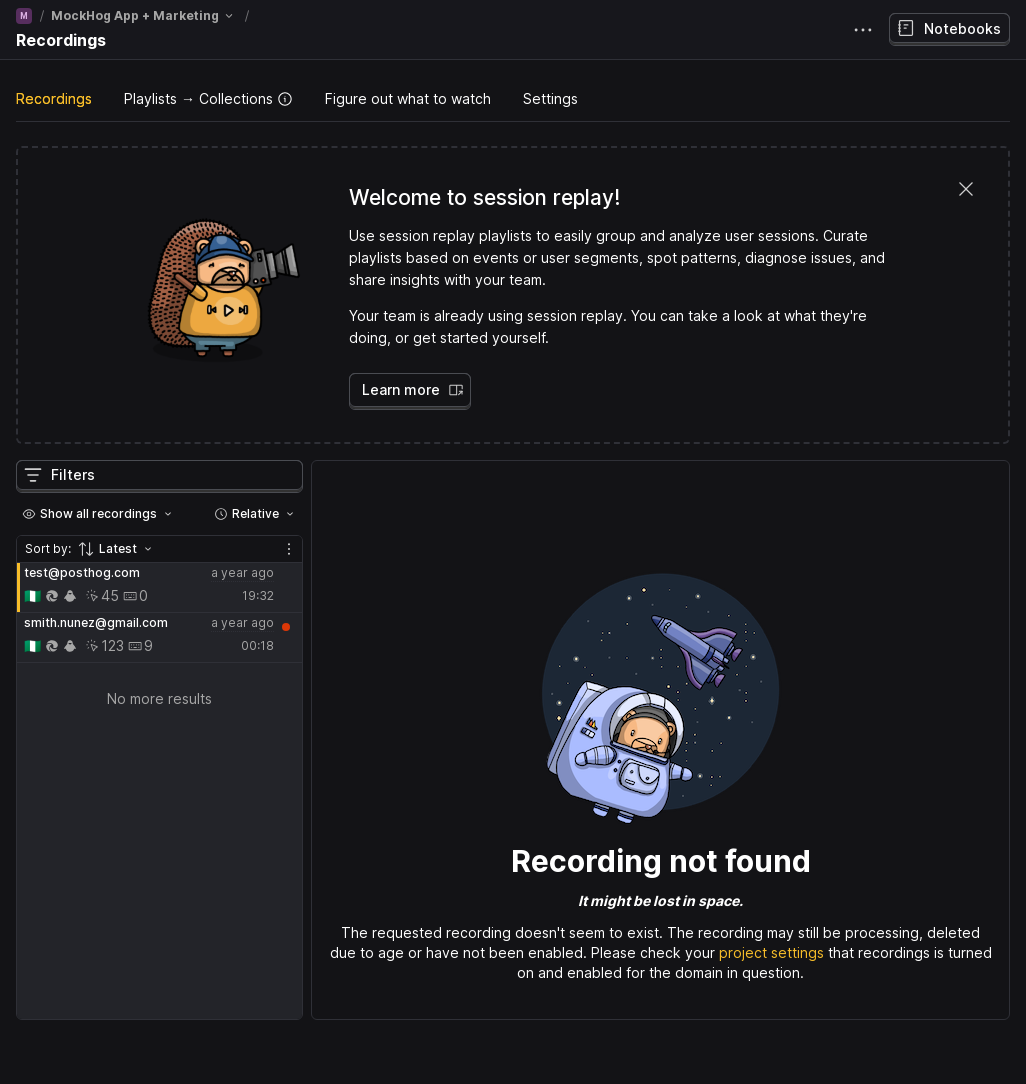 M / MockHog App + Marketing /
Recordings
Notebooks
Recordings
Playlists → Collections
Figure out what to watch
Settings
Welcome to session replay!
Use session replay playlists to easily group and analyze user sessions. Curate
playlists based on events or user segments, spot patterns, diagnose issues, and
share insights with your team.
Your team is already using session replay. You can take a look at what they're
doing, or get started yourself.
Learn more
Filters
Show all recordings
Relative
Sort by: Latest
test@posthog.com a year ago
45 0 19:32
smith.nunez@gmail.com a year ago
123 9 00:18
No more results
Recording not found
It might be lost in space.
The requested recording doesn't seem to exist. The recording may still be processing, deleted
due to age or have not been enabled. Please check your project settings that recordings is turned
on and enabled for the domain in question.